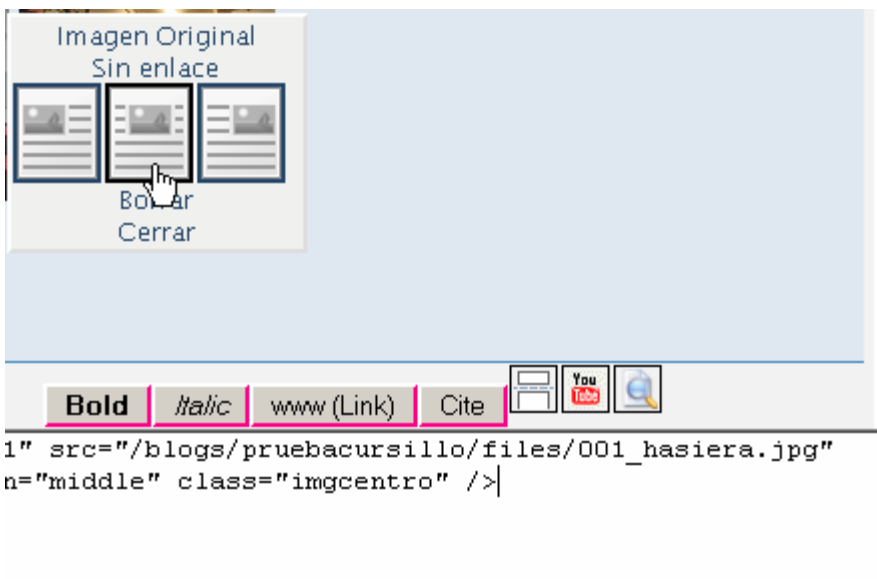 Imagen Original
Sin enlace
Borrar
Cerrar
Bold Italic www (Link) Cite You Tube
1" src="/blogs/pruebacursillo/files/001_hasiera.jpg"
n="middle" class="imgcentro" />